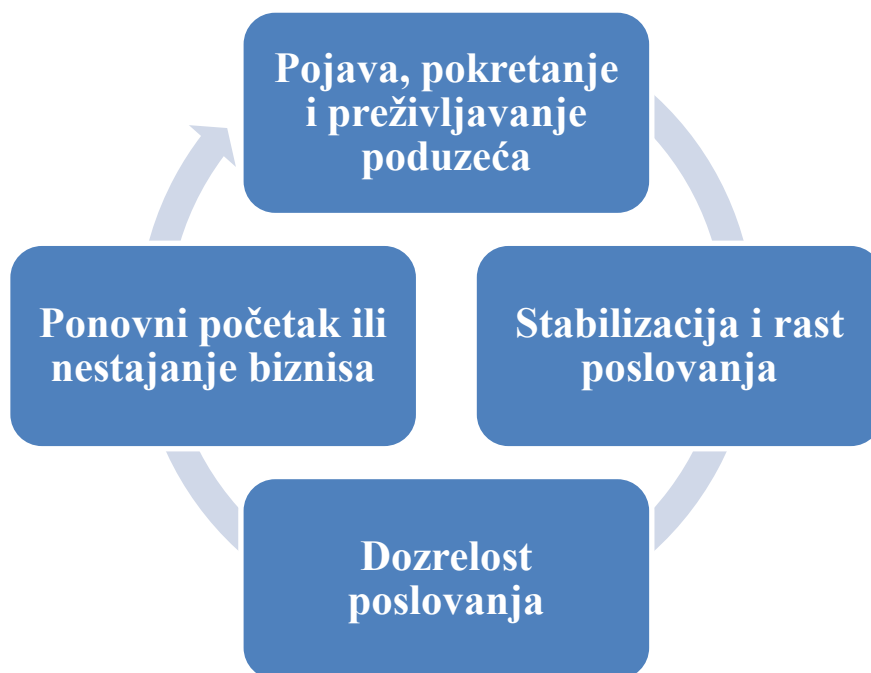 Pojava, pokretanje
i preživljavanje
poduzeća
Stabilizacija i rast
poslovanja
Dozrelost
poslovanja
Ponovni početak ili
nestajanje biznisa